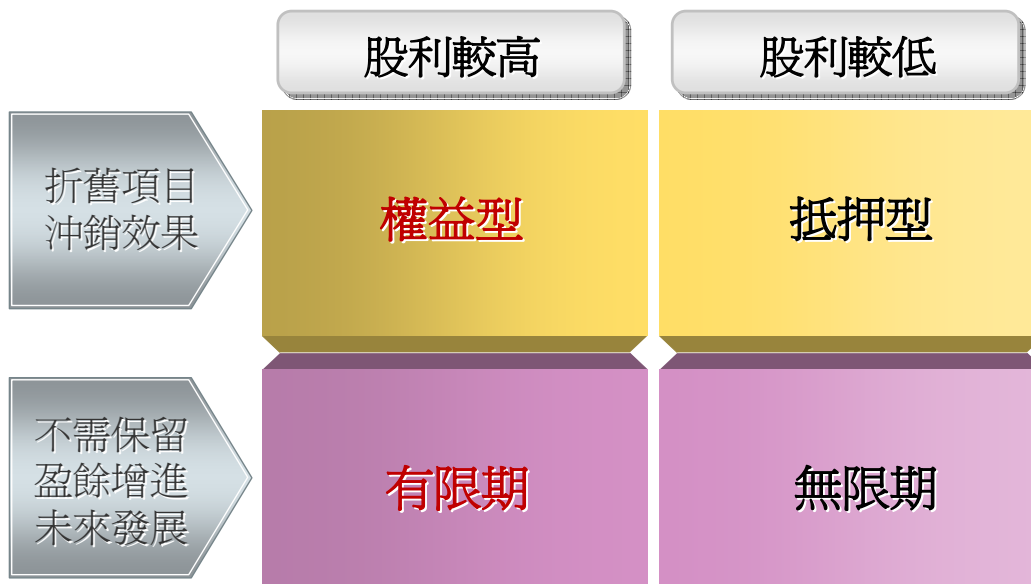 股利較高
股利較低
折舊項目
沖銷效果
權益型
抵押型
不需保留
盈餘增進
未來發展
有限期
無限期